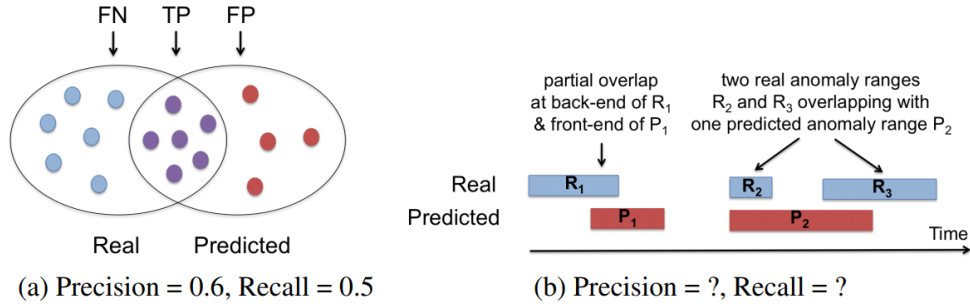 FN TP FP
Real Predicted
(a) Precision = 0.6, Recall = 0.5
partial overlap
at back-end of R1
& front-end of P1
two real anomaly ranges
R2 and R3 overlapping with
one predicted anomaly range P2
Real R1 R2 R3
Predicted P1 P2
Time
(b) Precision = ?, Recall = ?